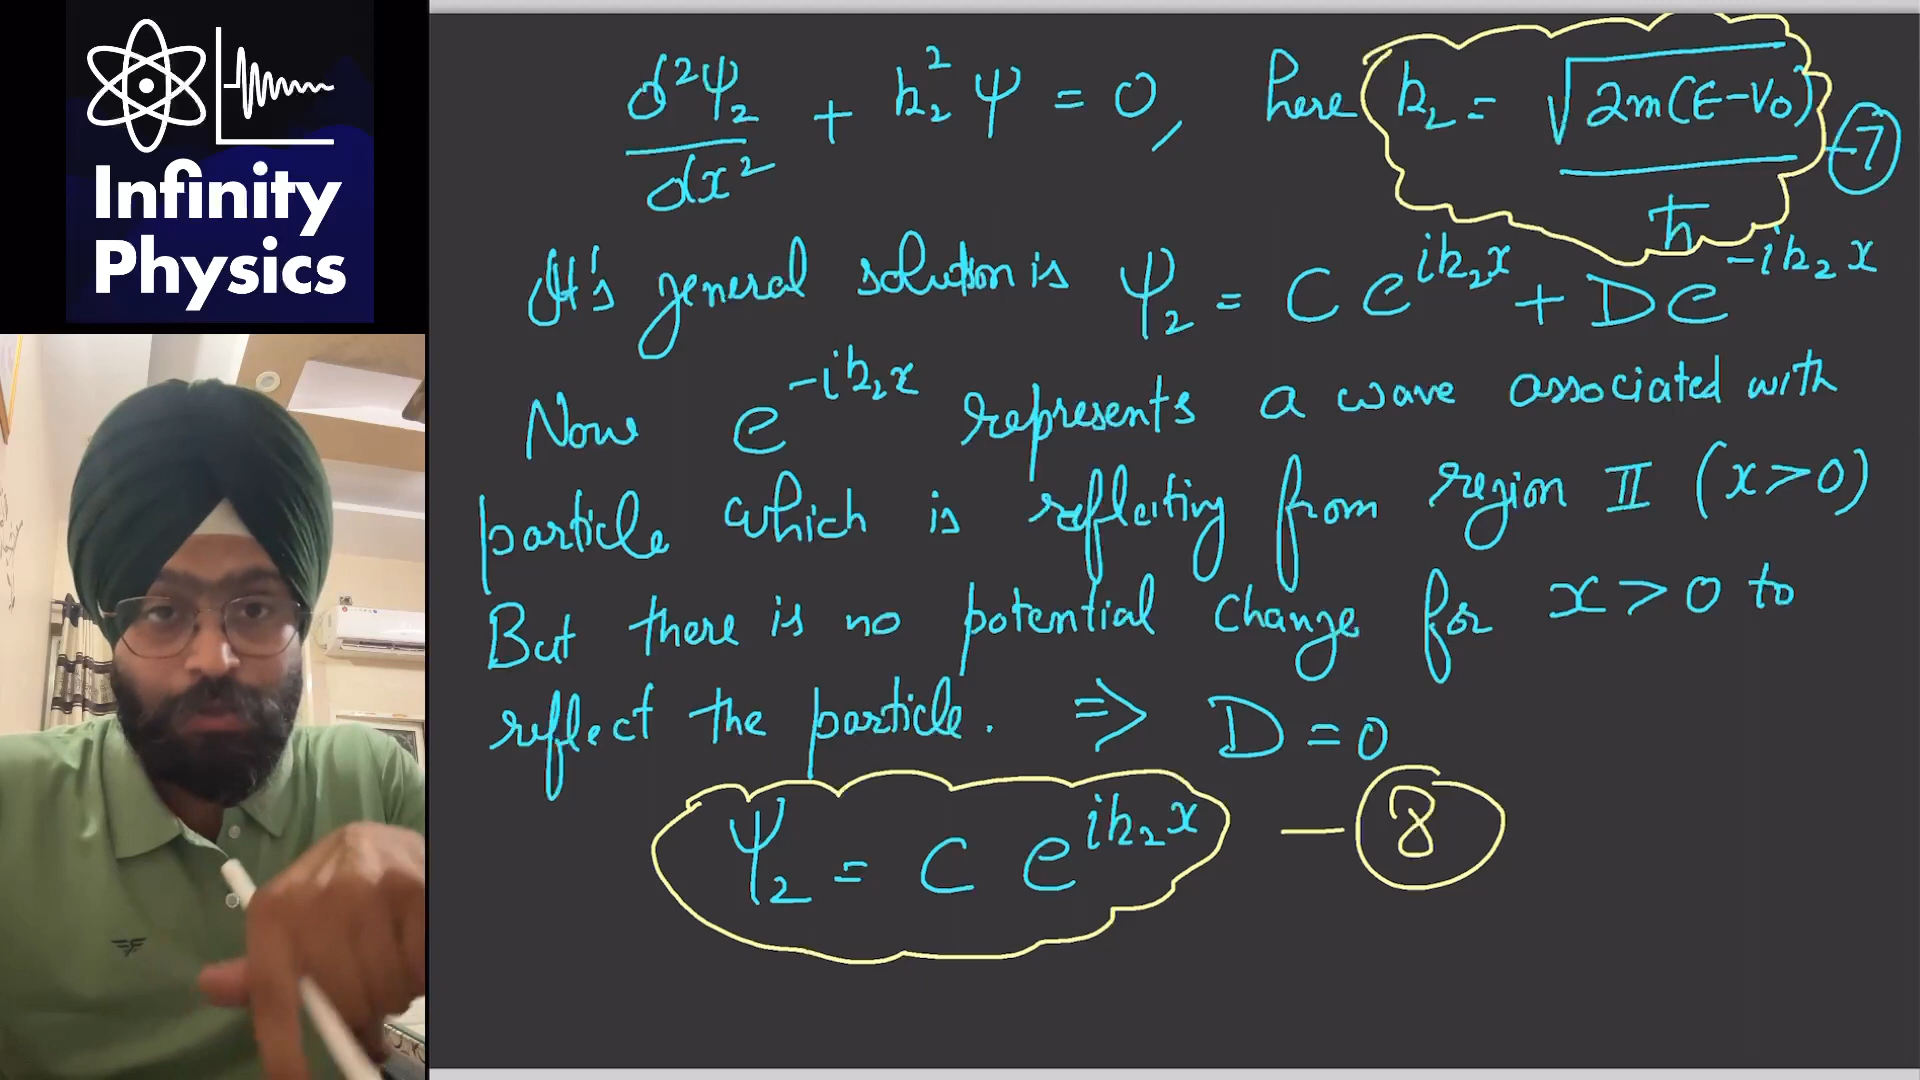 Infinity
Physics
d²ψ₂/dx² + k₂² ψ = 0, here k₂ = √2m(E-V₀)/ħ -⑦
It's general solution is ψ₂ = C e^{ik₂x} + D e^{-ik₂x}
Now e^{-ik₂x} represents a wave associated with
particle which is reflecting from region II (x>0)
But there is no potential change for x>0 to
reflect the particle. => D=0
ψ₂ = C e^{ik₂x} — ⑧